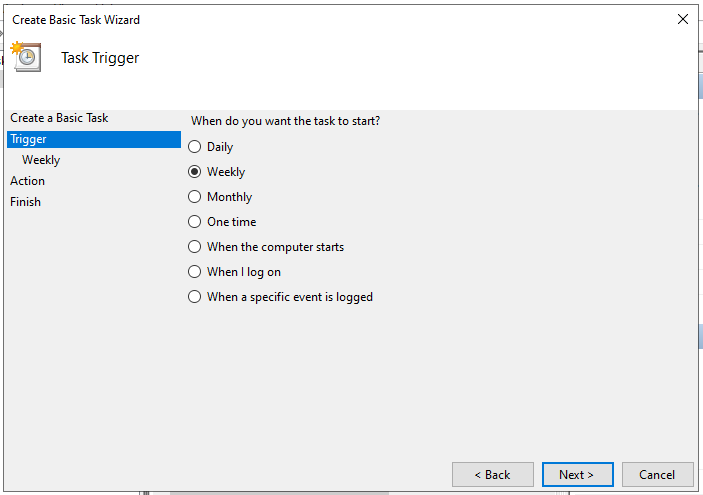 Create Basic Task Wizard
Task Trigger
Create a Basic Task
Trigger
Weekly
Action
Finish
When do you want the task to start?
Daily
Weekly
Monthly
One time
When the computer starts
When I log on
When a specific event is logged
< Back
Next >
Cancel